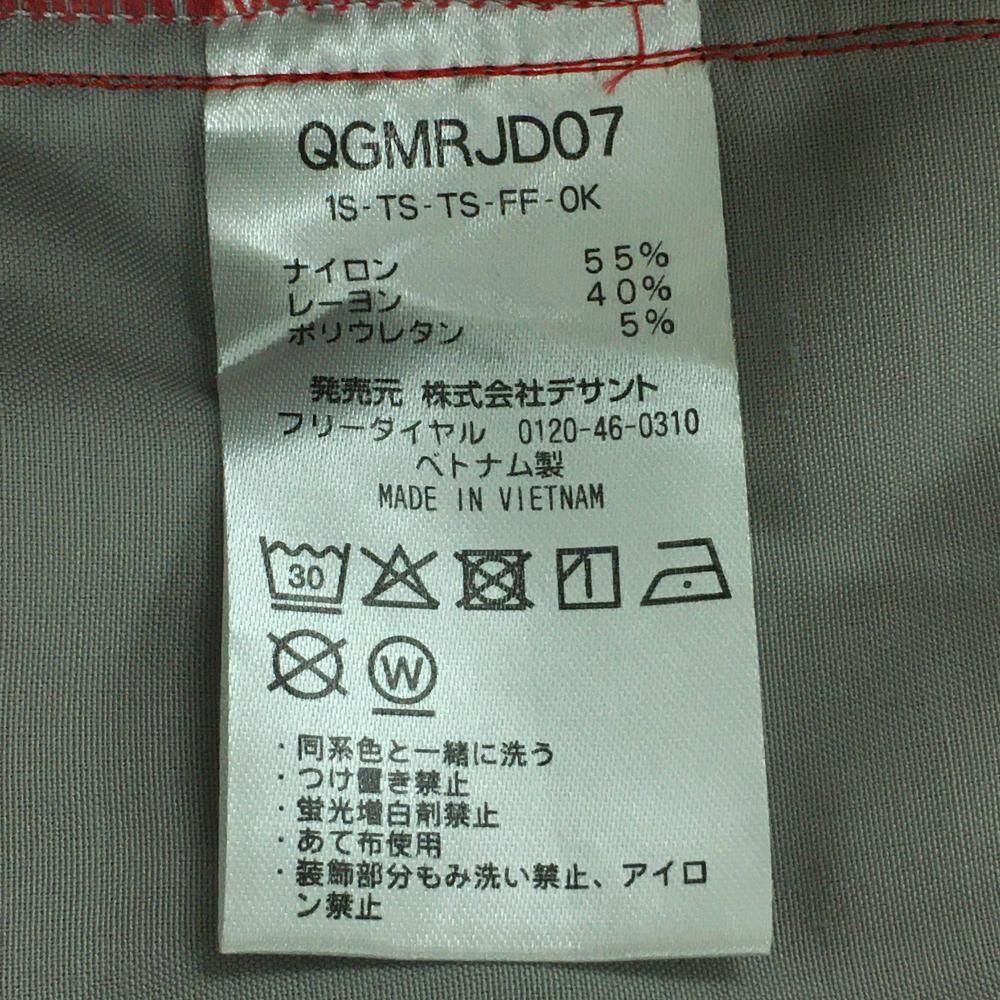 QGMRJD07
1S-TS-TS-FF-OK
ナイロン 55%
レーヨン 40%
ポリウレタン 5%
発売元 株式会社デサント
フリーダイヤル 0120-46-0310
ベトナム製
MADE IN VIETNAM
30
W
・同系色と一緒に洗う
・つけ置き禁止
・蛍光増白剤禁止
・あて布使用
・装飾部分もみ洗い禁止、アイロ
ン禁止